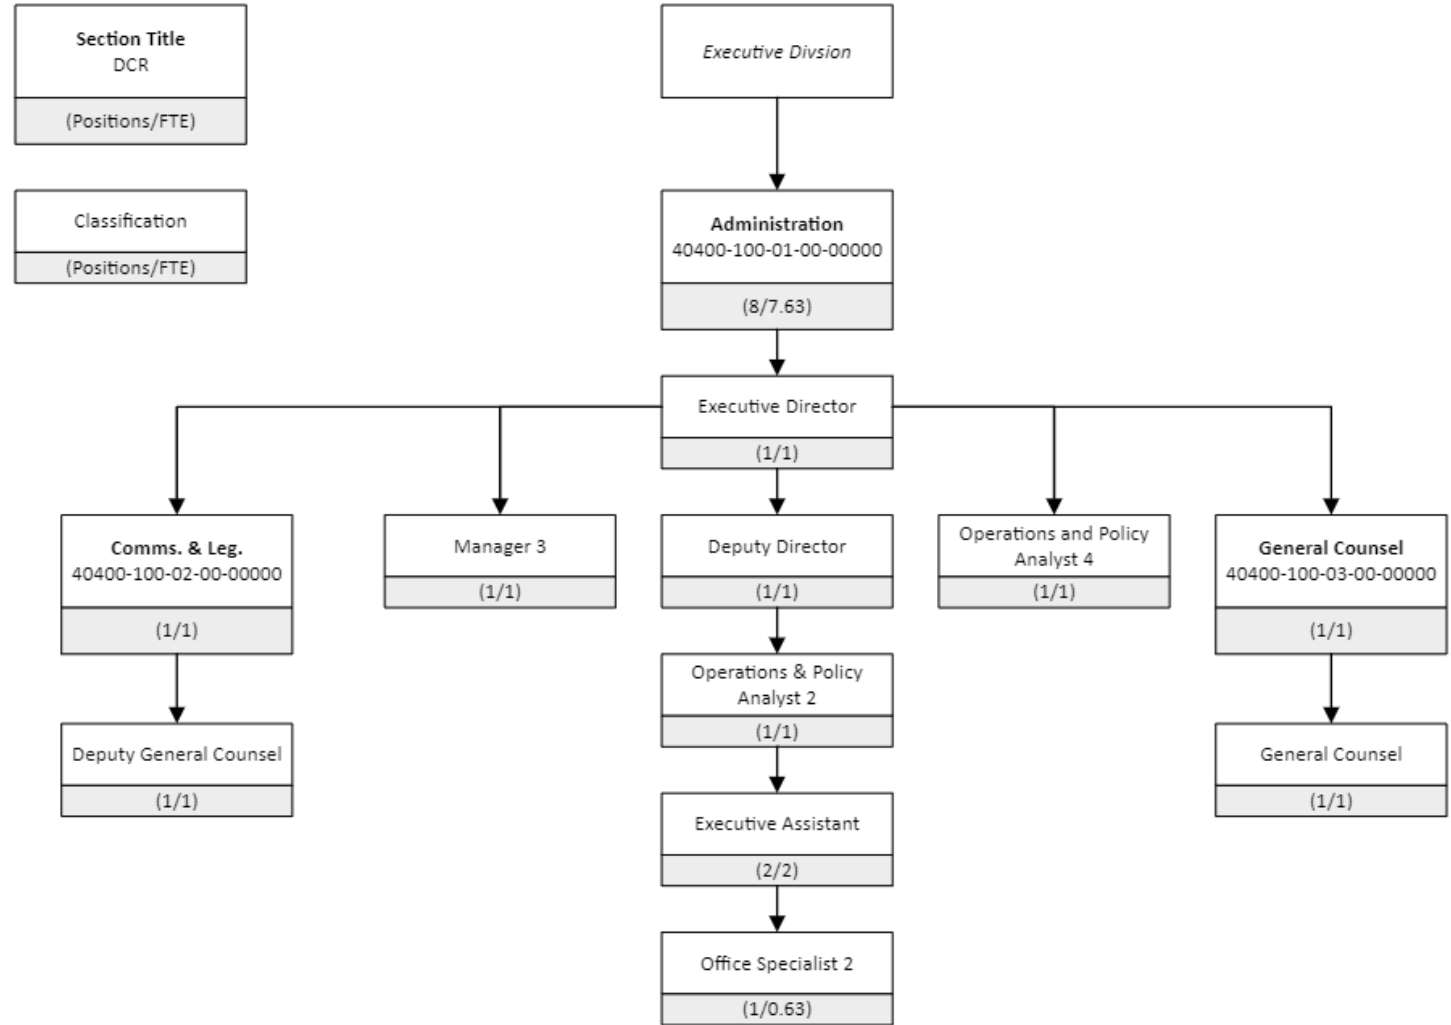 Section Title
DCR
(Positions/FTE)
Classification
(Positions/FTE)
Executive Divsion
Administration
40400-100-01-00-00000
(8/7.63)
Executive Director
(1/1)
Comms. & Leg.
40400-100-02-00-00000
(1/1)
Deputy General Counsel
(1/1)
Manager 3
(1/1)
Deputy Director
(1/1)
Operations & Policy
Analyst 2
(1/1)
Executive Assistant
(2/2)
Office Specialist 2
(1/0.63)
Operations and Policy
Analyst 4
(1/1)
General Counsel
40400-100-03-00-00000
(1/1)
General Counsel
(1/1)